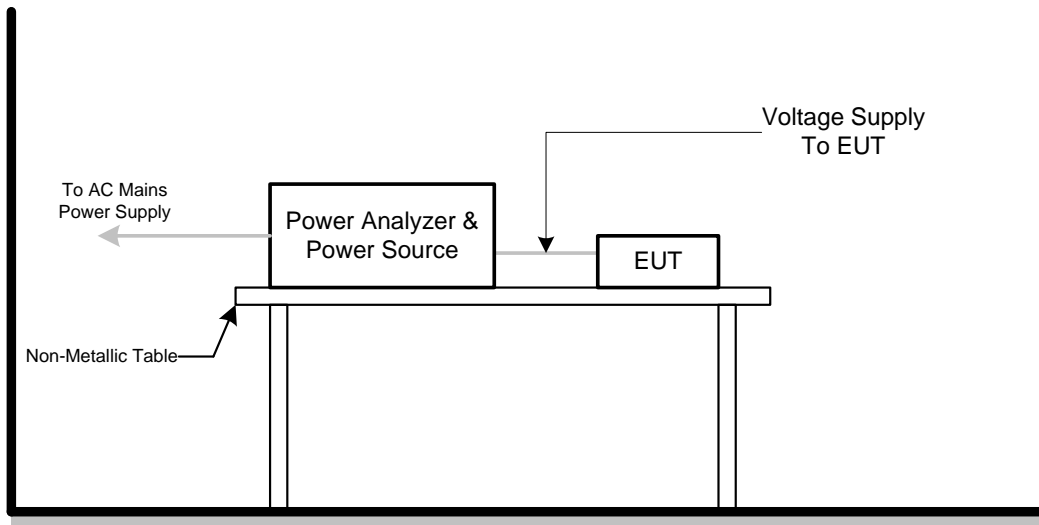 Voltage Supply
To EUT
To AC Mains
Power Supply
Power Analyzer &
Power Source
EUT
Non-Metallic Table